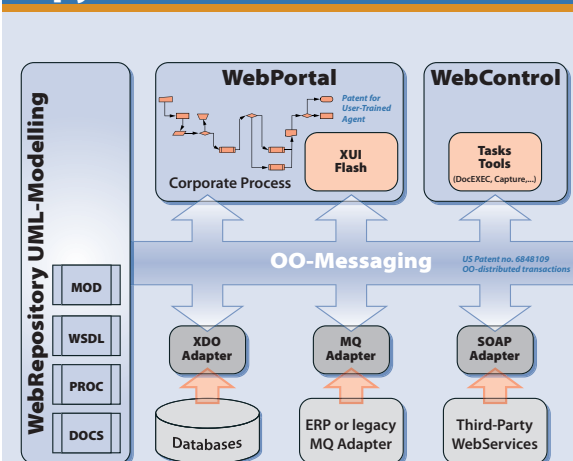 WebRepository UML-Modelling
MOD
WSDL
PROC
DOCS
WebPortal
Patent for
User-Trained
Agent
Corporate Process
XUI
Flash
WebControl
Tasks
Tools
(DocEXEC, Capture,...)
OO-Messaging
US Patent no. 6848109
OO-distributed transactions
XDO
Adapter
MQ
Adapter
SOAP
Adapter
Databases
ERP or legacy
MQ Adapter
Third-Party
WebServices